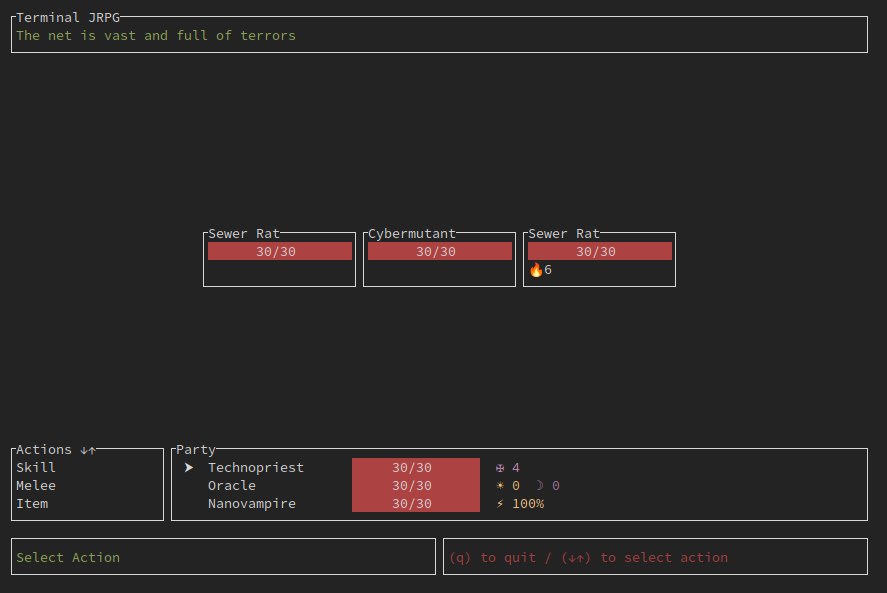 Terminal JRPG
The net is vast and full of terrors
Sewer Rat Cybermutant Sewer Rat
30/30 30/30 30/30
🔥6
Actions ↓↑ Party
Skill ➤ Technopriest 30/30 ✠ 4
Melee Oracle 30/30 ☀ 0 ☽ 0
Item Nanovampire 30/30 ⚡ 100%
Select Action (q) to quit / (↓↑) to select action